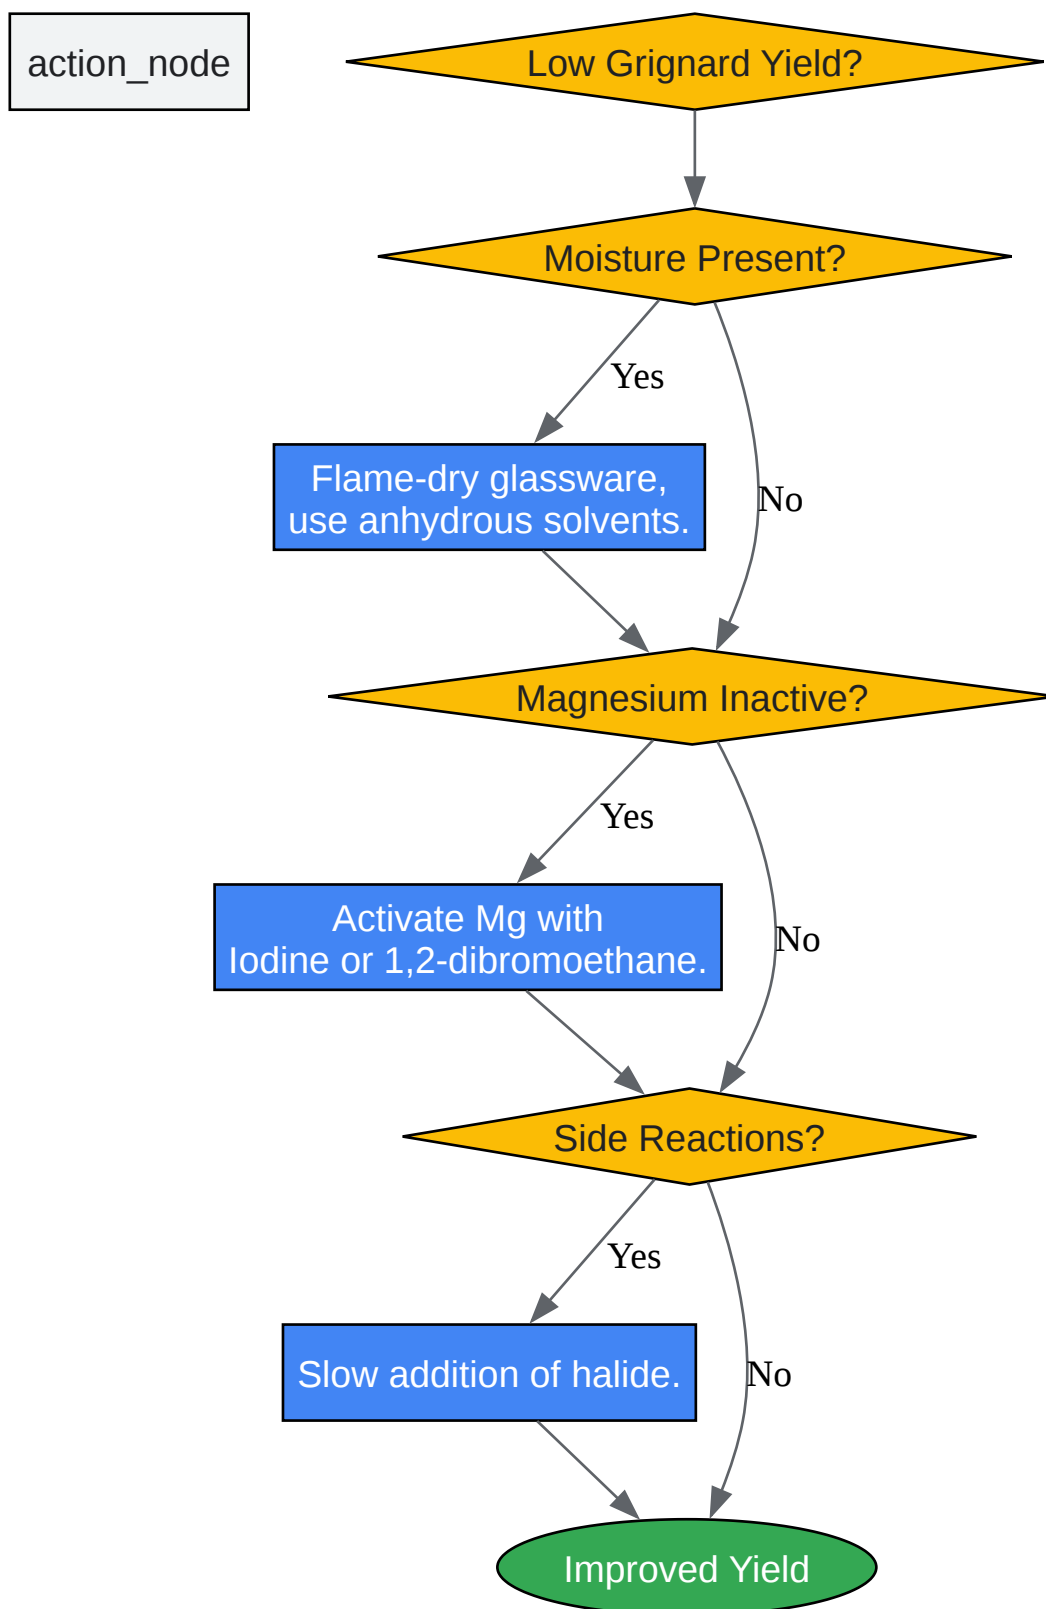 action_node
Low Grignard Yield?
Moisture Present?
Yes
Flame-dry glassware,
use anhydrous solvents.
No
Magnesium Inactive?
Yes
Activate Mg with
Iodine or 1,2-dibromoethane.
No
Side Reactions?
Yes
Slow addition of halide.
No
Improved Yield